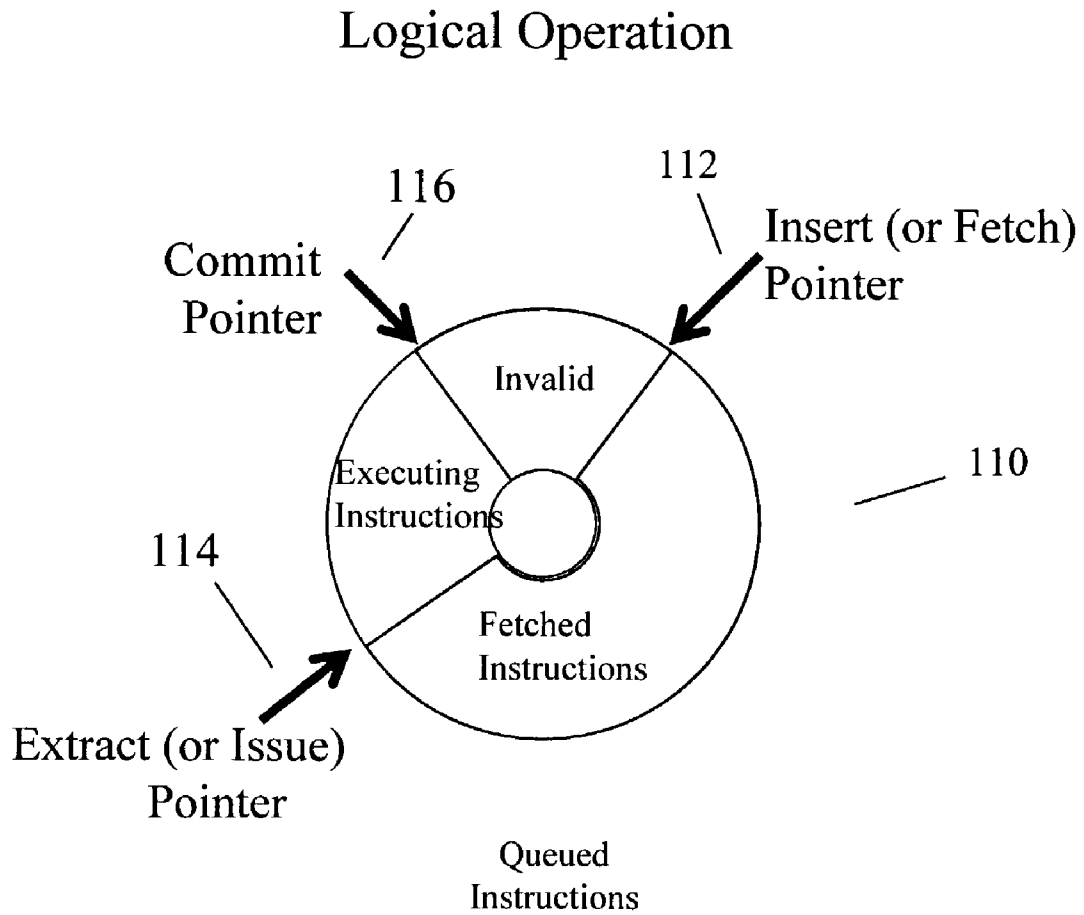 Logical Operation
116
112
Commit
Pointer
Insert (or Fetch)
Pointer
Invalid
Executing
Instructions
110
114
Fetched
Instructions
Extract (or Issue)
Pointer
Queued
Instructions